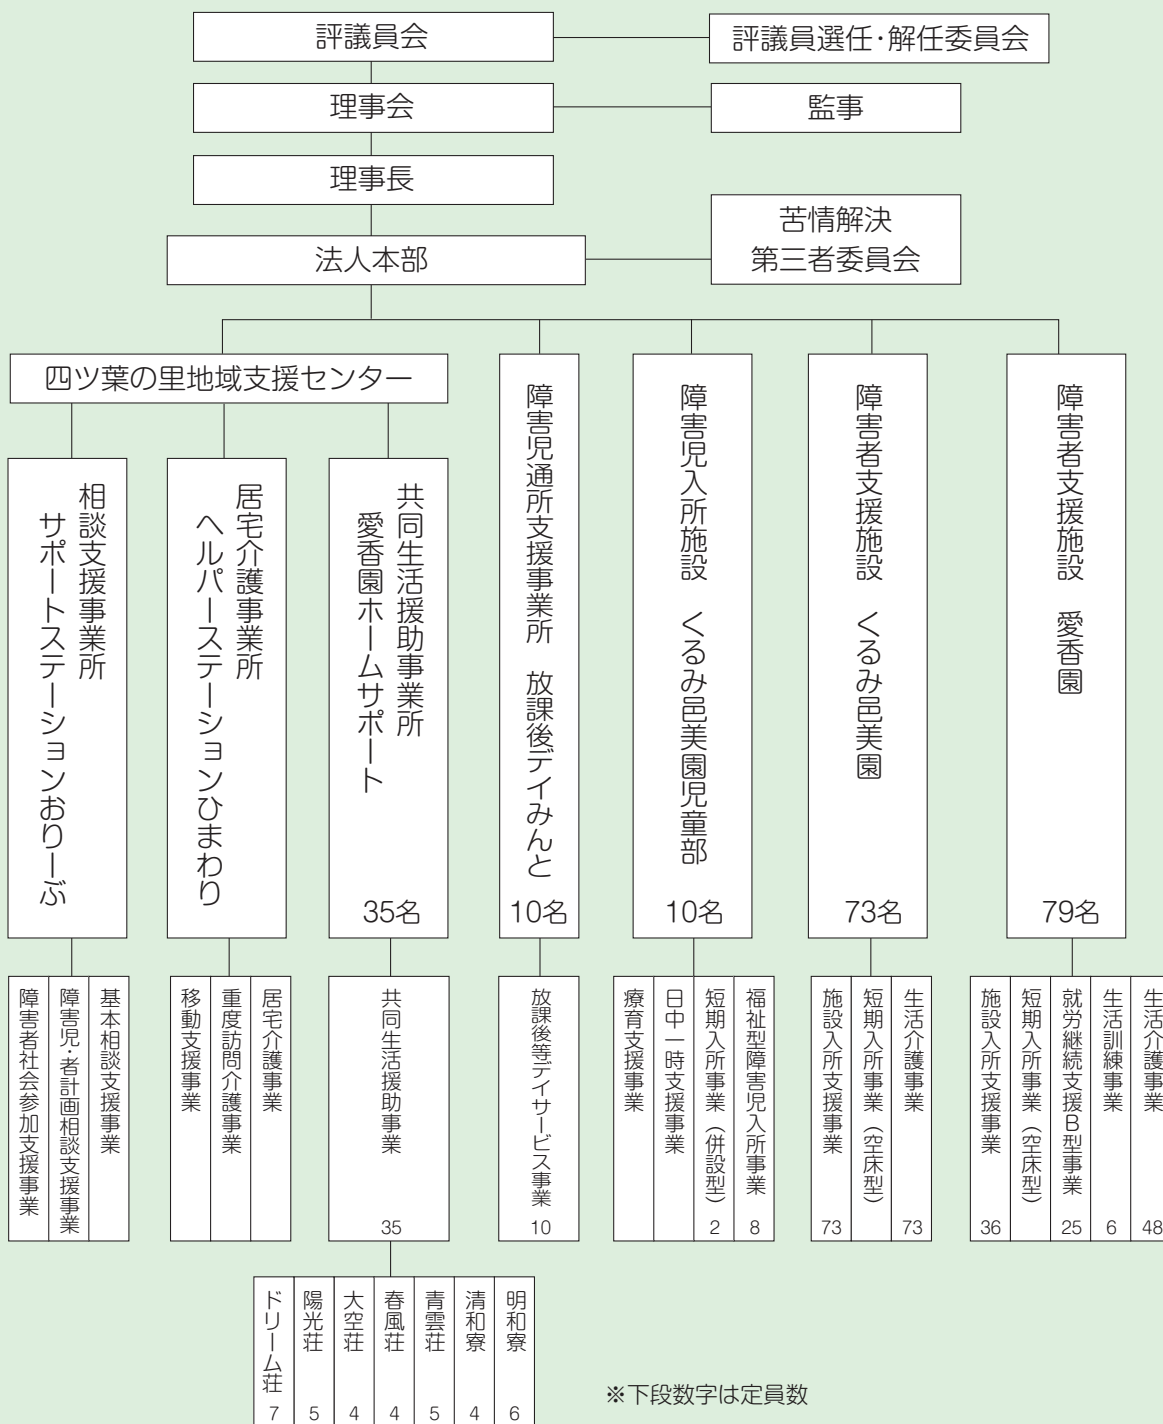 評議員会
評議員選任・解任委員会
理事会
監事
理事長
苦情解決
第三者委員会
法人本部
四ツ葉の里地域支援センター
相談支援事業所
サポートステーションおりーぶ
居宅介護事業所
ヘルパーステーションひまわり
共同生活援助事業所
愛香園ホームサポート
35名
障害児通所支援事業所 放課後デイみんと
10名
障害児入所施設 くるみ邑美園児童部
10名
障害者支援施設 くるみ邑美園
73名
障害者支援施設 愛香園
79名
基本相談支援事業
障害児・者計画相談支援事業
障害者社会参加支援事業
居宅介護事業
重度訪問介護事業
移動支援事業
共同生活援助事業
35
放課後等デイサービス事業
10
福祉型障害児入所事業
8
短期入所事業(併設型)
2
日中一時支援事業
療育支援事業
生活介護事業
73
短期入所事業(空床型)
施設入所支援事業
73
生活介護事業
48
生活訓練事業
6
就労継続支援B型事業
25
短期入所事業(空床型)
施設入所支援事業
36
明和寮
6
清和寮
4
青雲荘
5
春風荘
4
大空荘
4
陽光荘
5
ドリーム荘
7
※下段数字は定員数